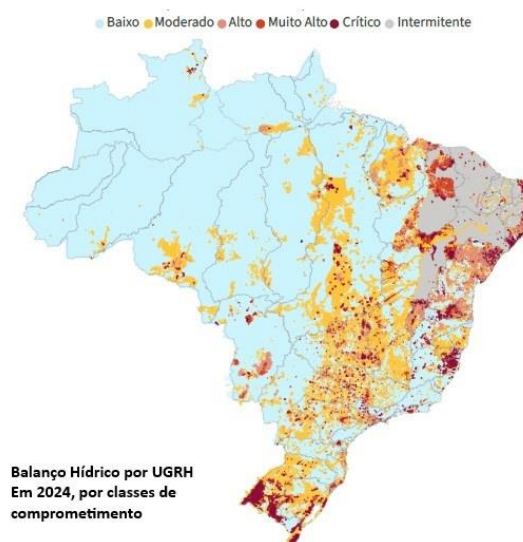 Baixo Moderado Alto Muito Alto Crítico Intermitente
Balanço Hídrico por UGRH
Em 2024, por classes de
comprometimento